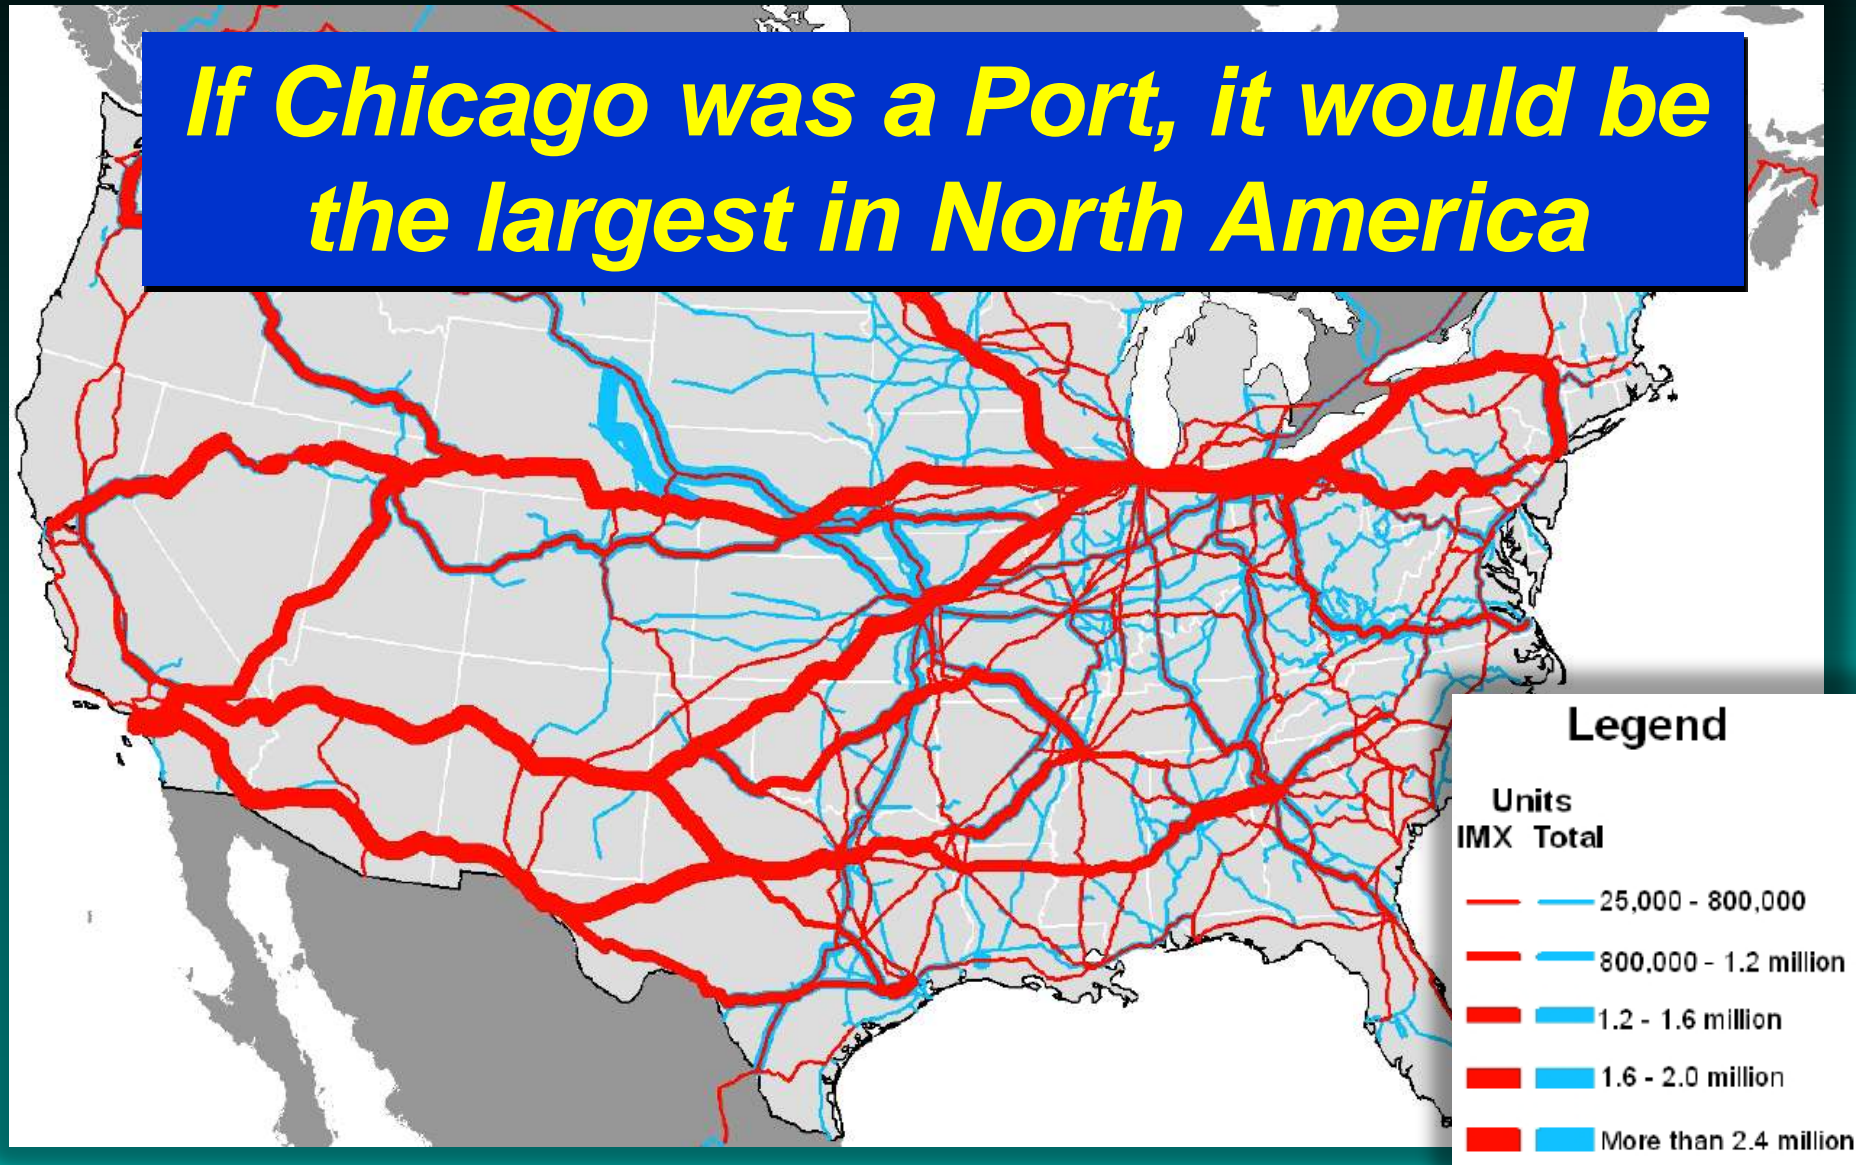 If Chicago was a Port, it would be
the largest in North America
Legend
Units
IMX Total
25,000 - 800,000
800,000 - 1.2 million
1.2 - 1.6 million
1.6 - 2.0 million
More than 2.4 million